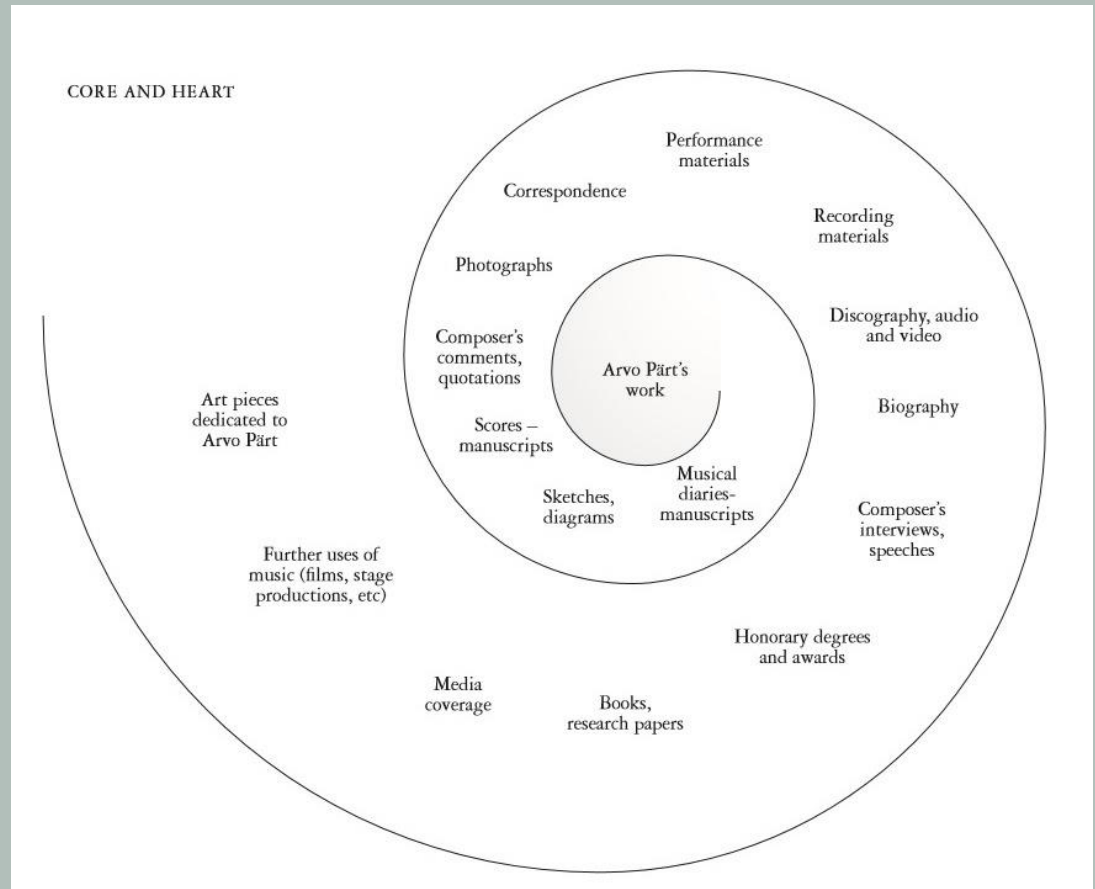 CORE AND HEART
Performance
materials
Correspondence
Recording
materials
Photographs
Discography, audio
and video
Composer's
comments,
quotations
Arvo Pärt's
work
Biography
Art pieces
dedicated to
Arvo Pärt
Scores –
manuscripts
Musical
diaries-
manuscripts
Sketches,
diagrams
Composer's
interviews,
speeches
Further uses of
music (films, stage
productions, etc)
Honorary degrees
and awards
Media
coverage
Books,
research papers